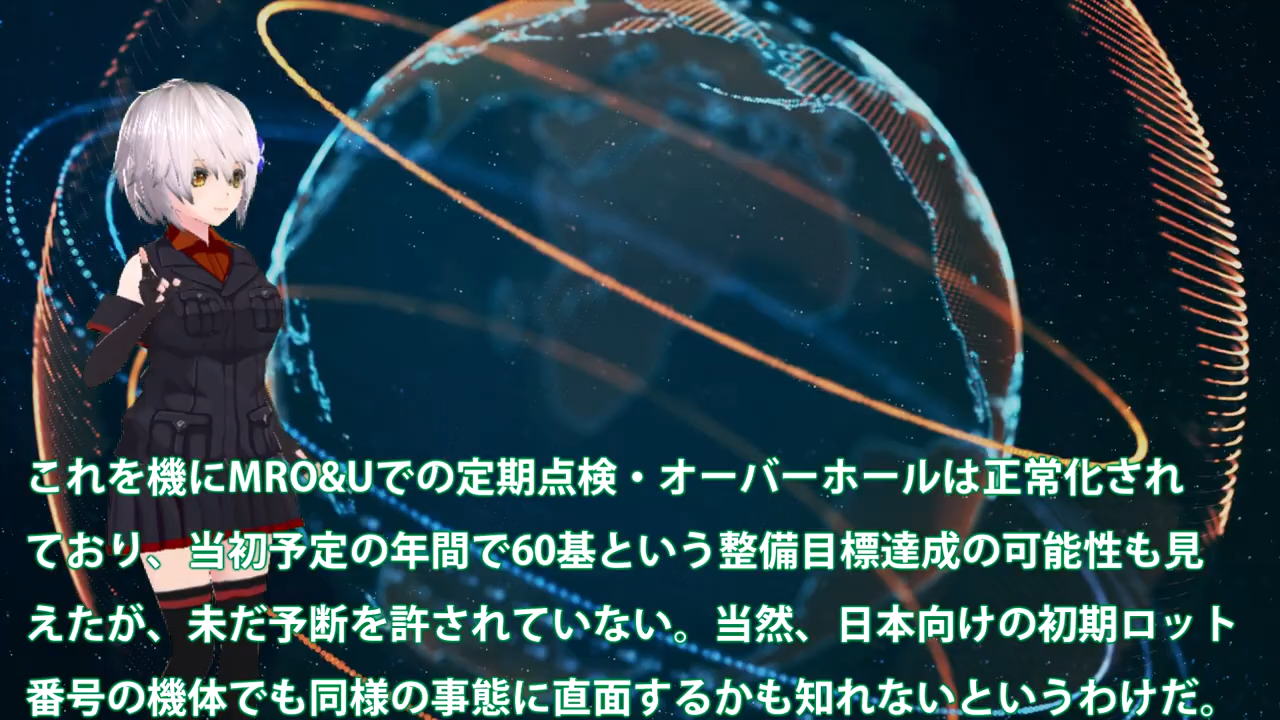 これを機にMRO&Uでの定期点検・オーバーホールは正常化され
ており、当初予定の年間で60基という整備目標達成の可能性も見
えたが、未だ予断を許されていない。当然、日本向けの初期ロット
番号の機体でも同様の事態に直面するかも知れないというわけだ。